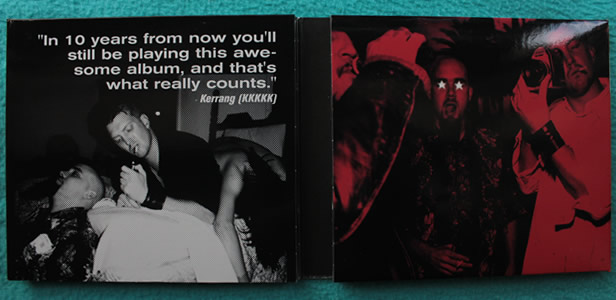 "In 10 years from now you'll
still be playing this awe-
some album, and that's
what really counts."
- Kerrang (KKKKK)